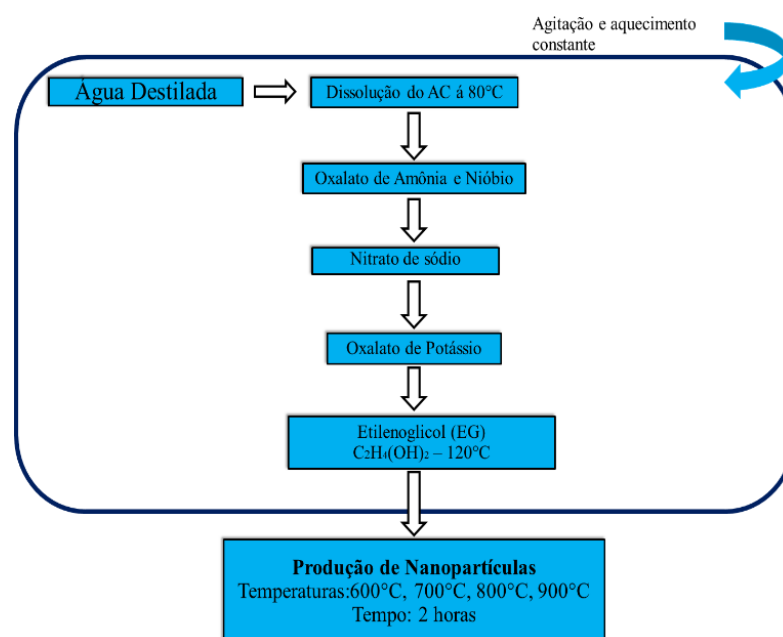 Agitação e aquecimento
constante
Água Destilada
Dissolução do AC á 80°C
Oxalato de Amônia e Nióbio
Nitrato de sódio
Oxalato de Potássio
Etilenoglicol (EG)
C₂H₄(OH)₂ – 120°C
Produção de Nanopartículas
Temperaturas:600°C, 700°C, 800°C, 900°C
Tempo: 2 horas